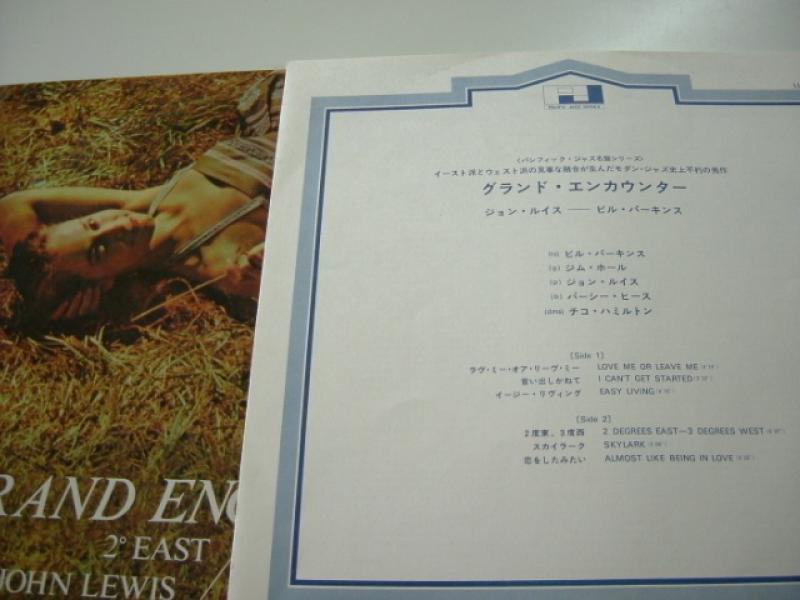 RAND EN
2° EAST
JOHN LEWIS
PACIFIC JAZZ SERIES
〈パシフィック・ジャズ名盤シリーズ〉
イースト派とウェスト派の見事な融合が生んだモダン・ジャズ史上不朽の名作
グランド・エンカウンター
ジョン・ルイス —— ビル・パーキンス
(ts) ビル・パーキンス
(g) ジム・ホール
(p) ジョン・ルイス
(b) パーシー・ヒース
(dms) チコ・ハミルトン
[Side 1]
ラヴ・ミー・オア・リーヴ・ミー LOVE ME OR LEAVE ME
言い出しかねて I CAN'T GET STARTED
イージー・リヴィング EASY LIVING
[Side 2]
2度東、3度西 2 DEGREES EAST—3 DEGREES WEST
スカイラーク SKYLARK
恋をしたみたい ALMOST LIKE BEING IN LOVE